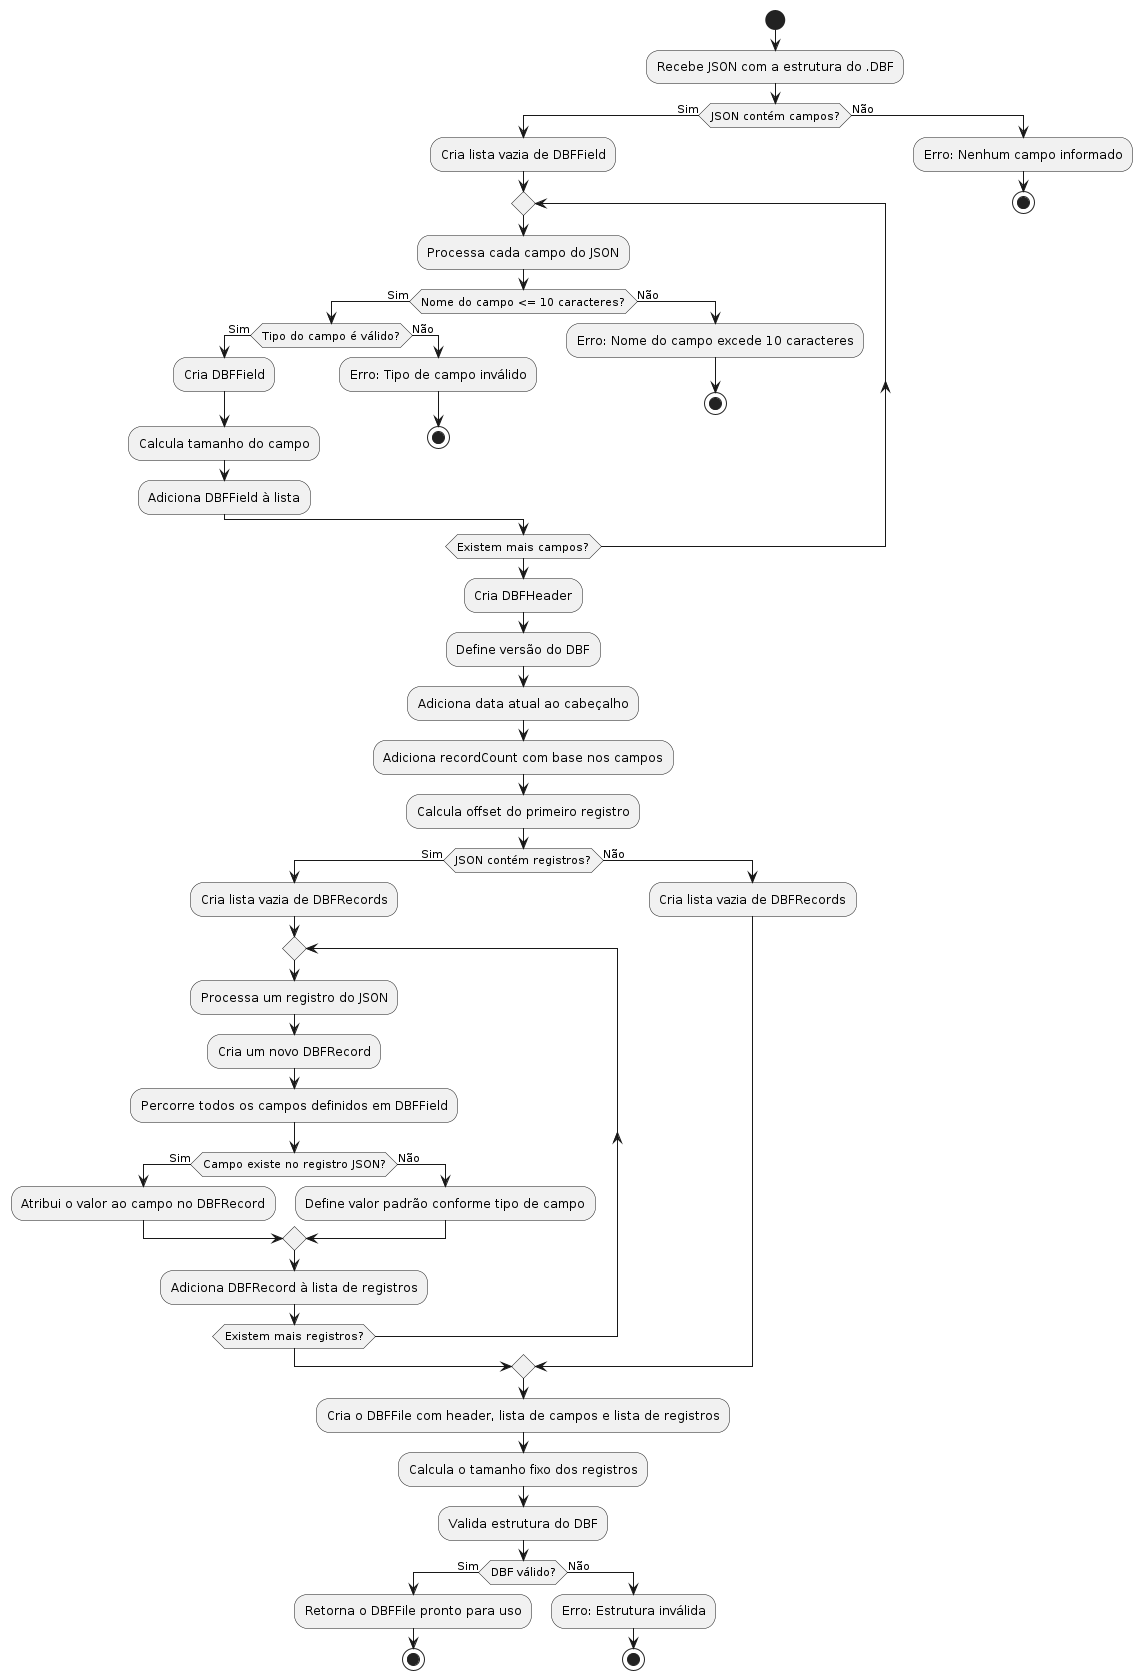 Recebe JSON com a estrutura do .DBF
Sim
JSON contém campos?
Não
Cria lista vazia de DBFField
Erro: Nenhum campo informado
Processa cada campo do JSON
Sim
Nome do campo <= 10 caracteres?
Não
Sim
Tipo do campo é válido?
Não
Erro: Nome do campo excede 10 caracteres
Cria DBFField
Erro: Tipo de campo inválido
Calcula tamanho do campo
Adiciona DBFField à lista
Existem mais campos?
Cria DBFHeader
Define versão do DBF
Adiciona data atual ao cabeçalho
Adiciona recordCount com base nos campos
Calcula offset do primeiro registro
Sim
JSON contém registros?
Não
Cria lista vazia de DBFRecords
Cria lista vazia de DBFRecords
Processa um registro do JSON
Cria um novo DBFRecord
Percorre todos os campos definidos em DBFField
Sim
Campo existe no registro JSON?
Não
Atribui o valor ao campo no DBFRecord
Define valor padrão conforme tipo de campo
Adiciona DBFRecord à lista de registros
Existem mais registros?
Cria o DBFFile com header, lista de campos e lista de registros
Calcula o tamanho fixo dos registros
Valida estrutura do DBF
Sim
DBF válido?
Não
Retorna o DBFFile pronto para uso
Erro: Estrutura inválida